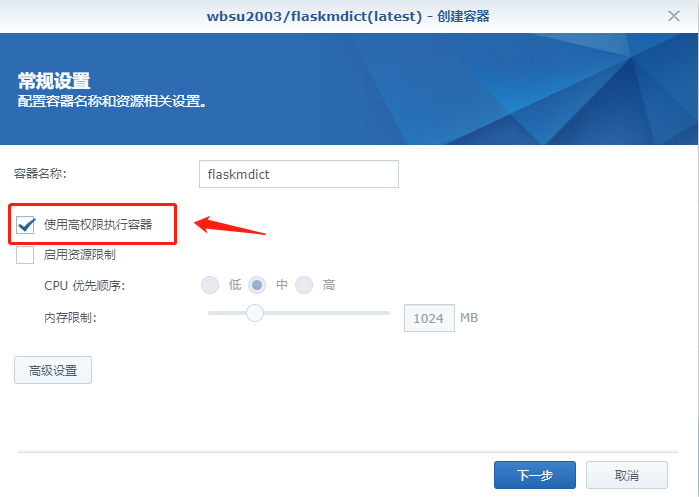 wbsu2003/flaskmdict(latest) - 创建容器
常规设置
配置容器名称和资源相关设置。
容器名称: flaskmdict
使用高权限执行容器
启用资源限制
CPU 优先顺序: 低 中 高
内存限制: 1024 MB
高级设置
下一步 取消